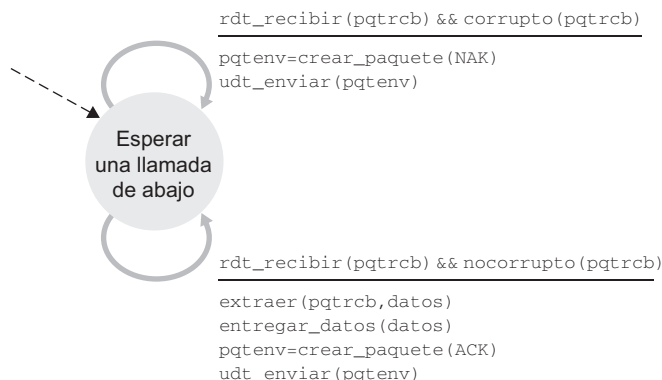 rdt_recibir(pqtrcb) && corrupto(pqtrcb)
pqtenv=crear_paquete(NAK)
udt_enviar(pqtenv)
Esperar
una llamada
de abajo
rdt_recibir(pqtrcb) && nocorrupto(pqtrcb)
extraer(pqtrcb,datos)
entregar_datos(datos)
pqtenv=crear_paquete(ACK)
udt_enviar(pqtenv)